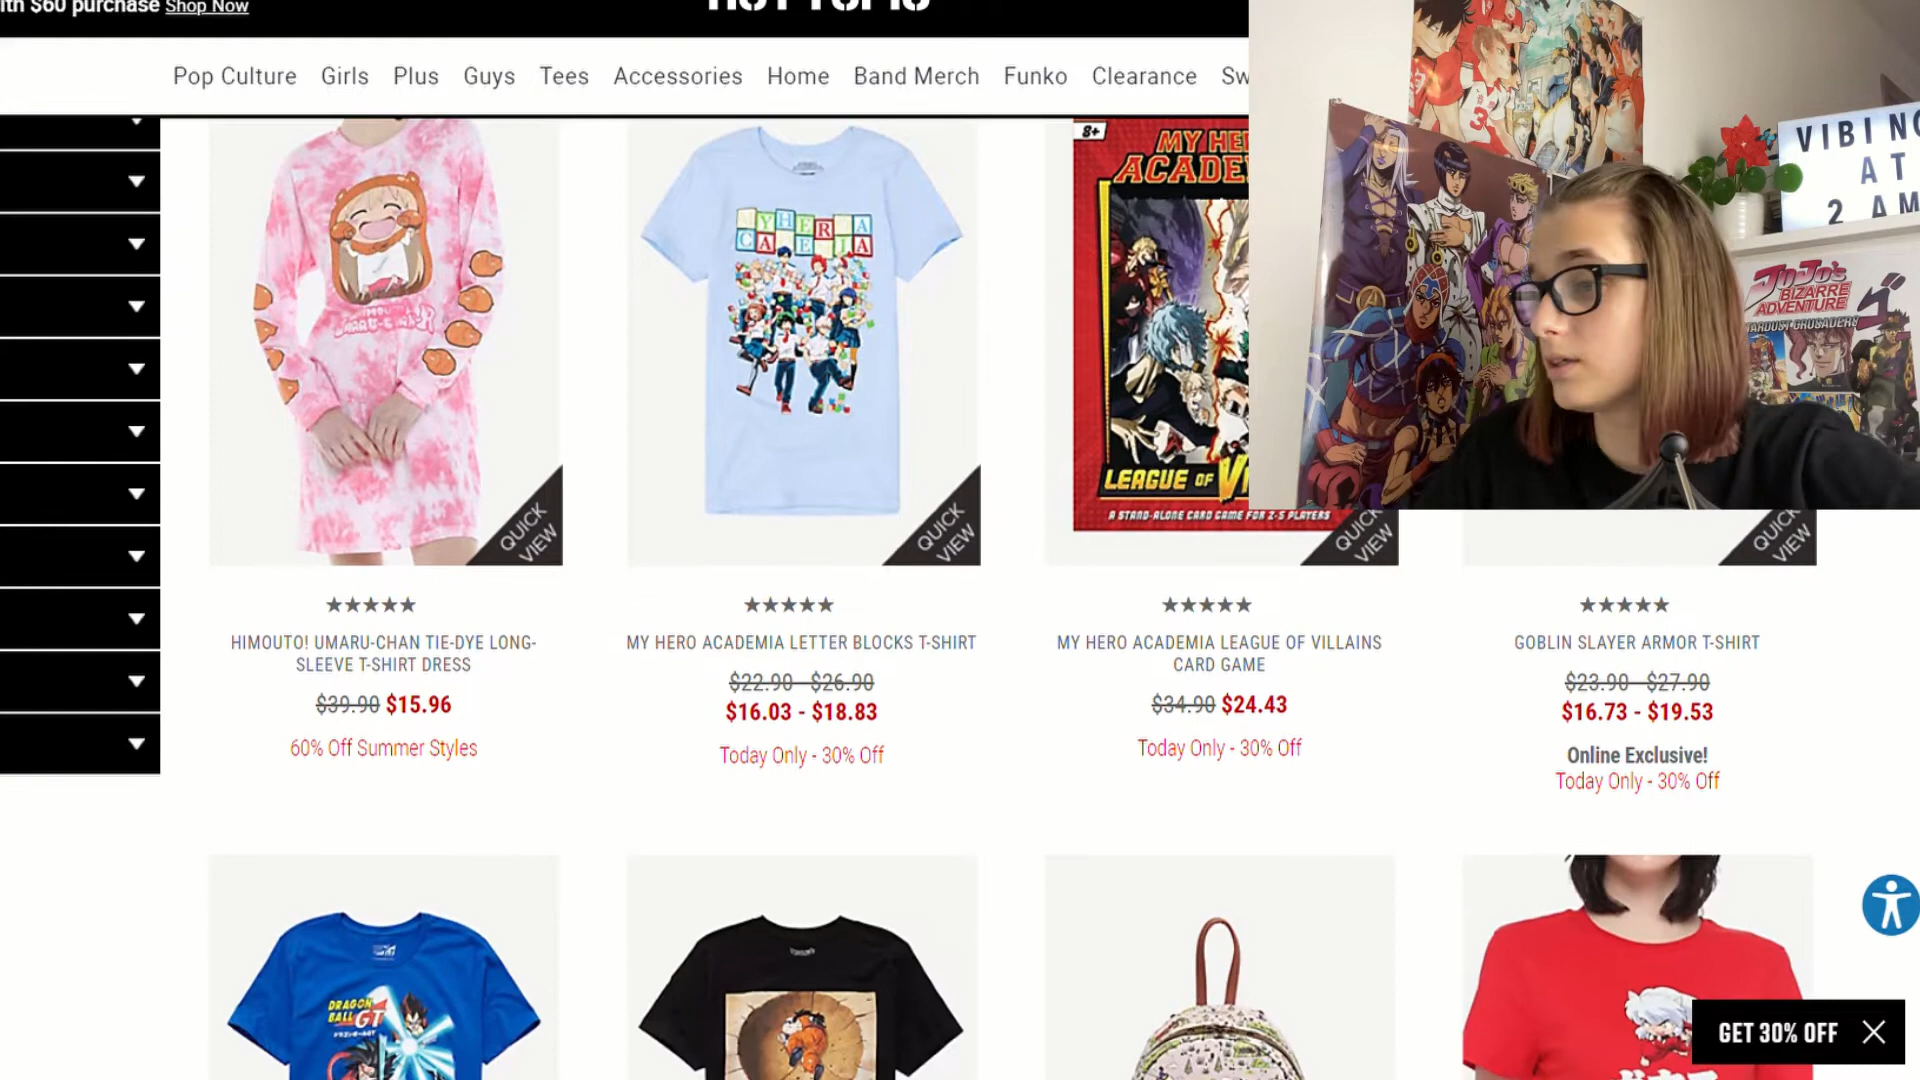 ith $60 purchase Shop Now
HOT TOPIC
Pop Culture Girls Plus Guys Tees Accessories Home Band Merch Funko Clearance Sw
8+
MY HE
ACADE
LEAGUE OF VI
A STAND-ALONE CARD GAME FOR 2-5 PLAYERS
VIBING
AT
2 AM
JOJO'S
BIZARRE
ADVENTURE
STARDUST CRUSADERS
3
QUICK VIEW
QUICK VIEW
QUICK VIEW
QUICK VIEW
★★★★★
★★★★★
★★★★★
★★★★★
HIMOUTO! UMARU-CHAN TIE-DYE LONG-
SLEEVE T-SHIRT DRESS
$39.90 $15.96
60% Off Summer Styles
MY HERO ACADEMIA LETTER BLOCKS T-SHIRT
$22.90 - $26.90
$16.03 - $18.83
Today Only - 30% Off
MY HERO ACADEMIA LEAGUE OF VILLAINS
CARD GAME
$34.90 $24.43
Today Only - 30% Off
GOBLIN SLAYER ARMOR T-SHIRT
$23.90 - $27.90
$16.73 - $19.53
Online Exclusive!
Today Only - 30% Off
DRAGON
BALL GT
GET 30% OFF